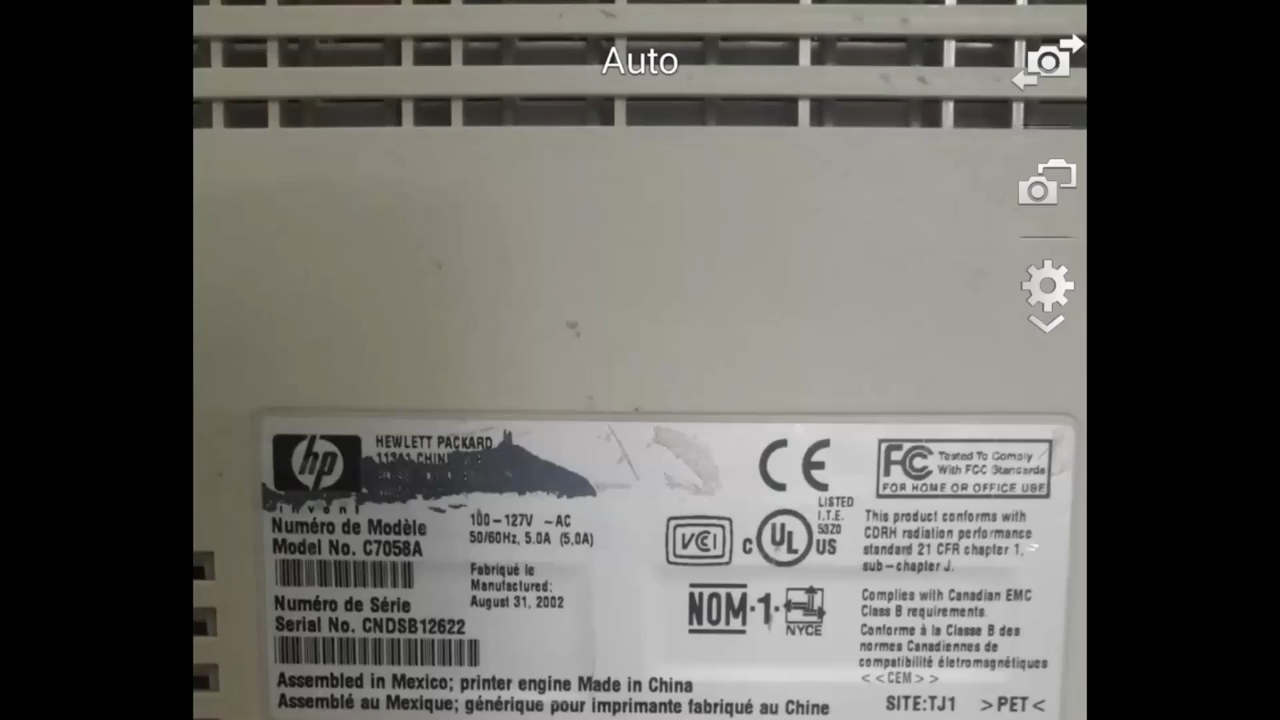 Auto
hp
HEWLETT PACKARD
invent
Numéro de Modèle
Model No. C7058A
Numéro de Série
Serial No. CNDSB12622
100-127V ~AC
50/60Hz, 5.0A (5,0A)
Fabriqué le
Manufactured:
August 31, 2002
Assembled in Mexico; printer engine Made in China
Assemblé au Mexique; générique pour imprimante fabriqué au Chine
CE
VCI
C UL US
LISTED
I.T.E.
53Z0
NOM-1-
NYCE
FC Tested To Comply
With FCC Standards
FOR HOME OR OFFICE USE
This product conforms with
CDRH radiation performance
standard 21 CFR chapter 1,
sub-chapter J.
Complies with Canadian EMC
Class B requirements.
Conforme à la Classe B des
normes Canadiennes de
compatibilité életromagnétiques
<<CEM>>
SITE:TJ1 >PET<